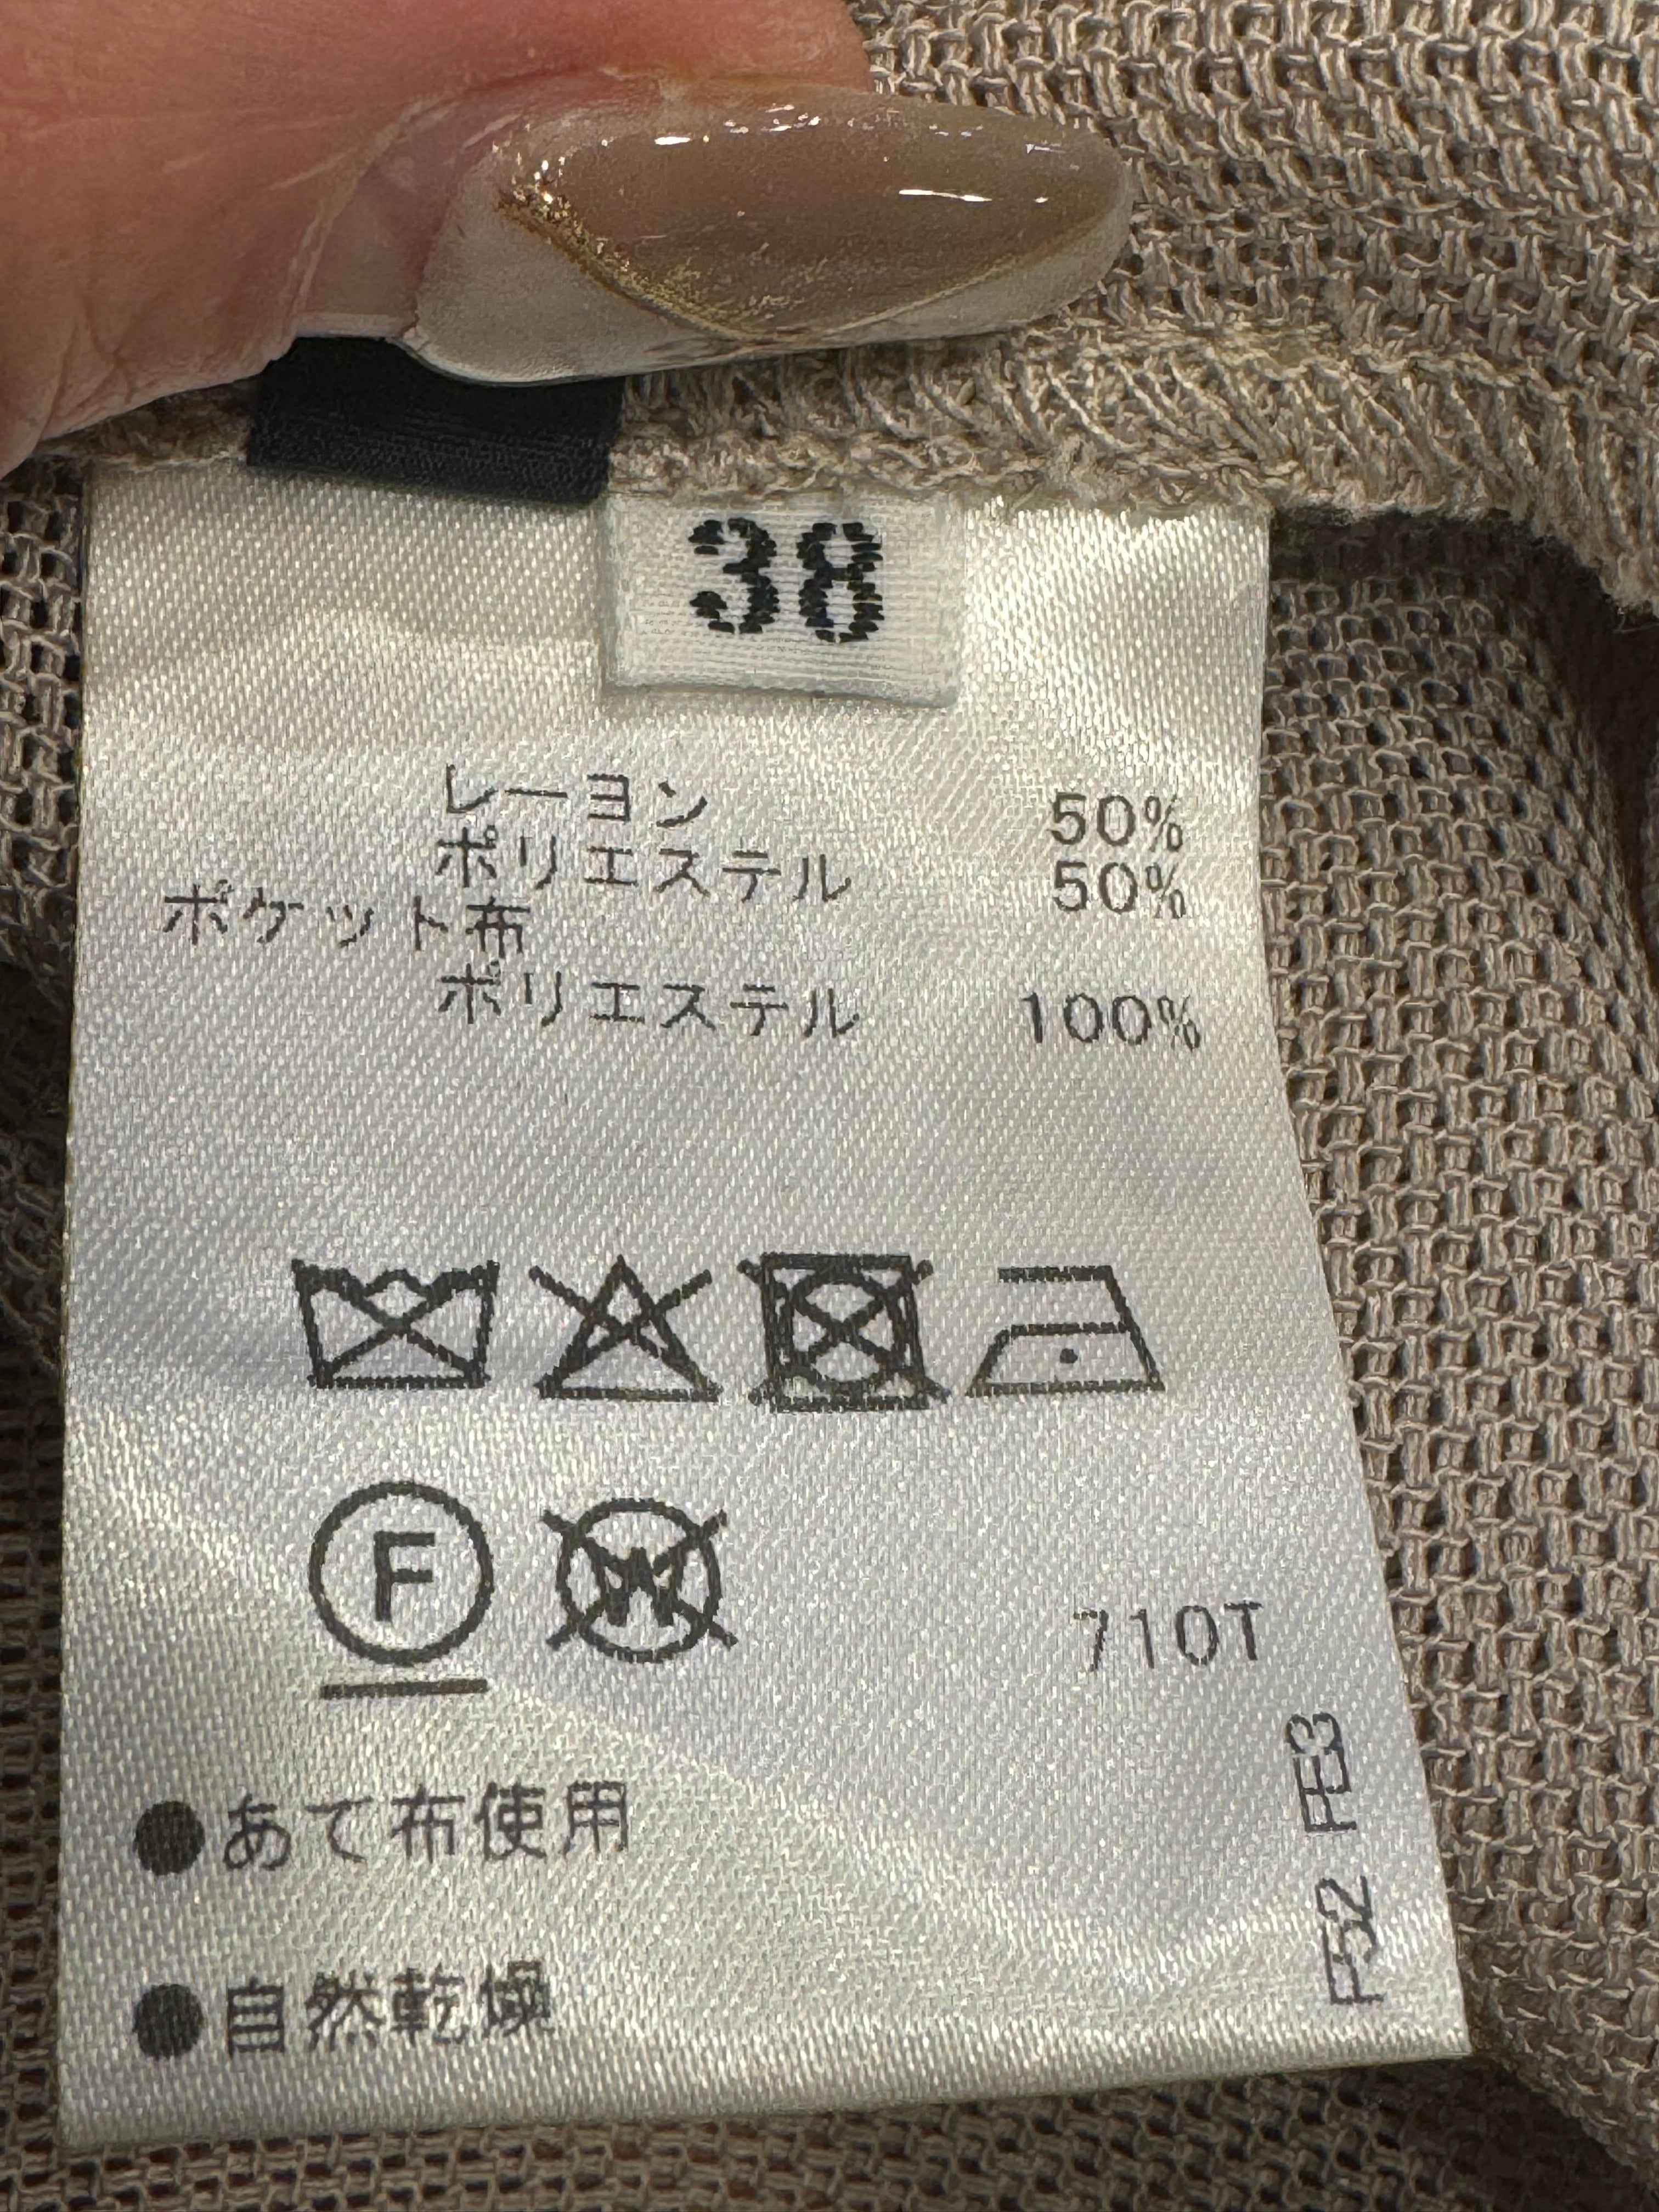 38
レーヨン 50%
ポリエステル 50%
ポケット布
ポリエステル 100%
F
W
710T
●あて布使用
●自然乾燥